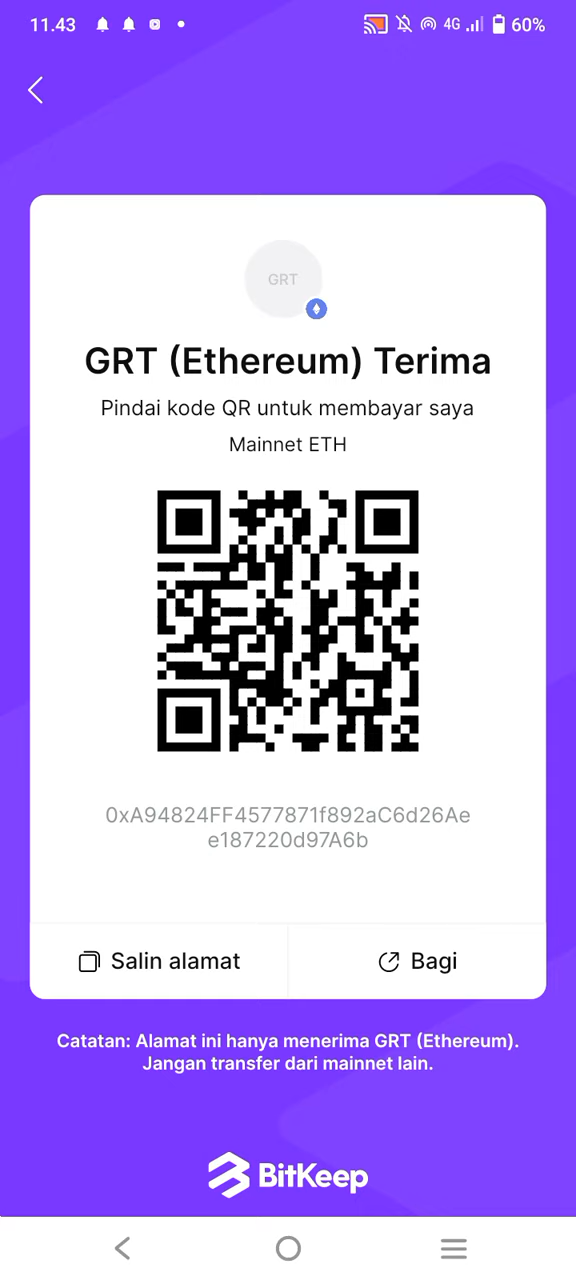 11.43
4G
60%
GRT
GRT (Ethereum) Terima
Pindai kode QR untuk membayar saya
Mainnet ETH
0xA94824FF4577871f892aC6d26Ae
e187220d97A6b
Salin alamat
Bagi
Catatan: Alamat ini hanya menerima GRT (Ethereum).
Jangan transfer dari mainnet lain.
BitKeep